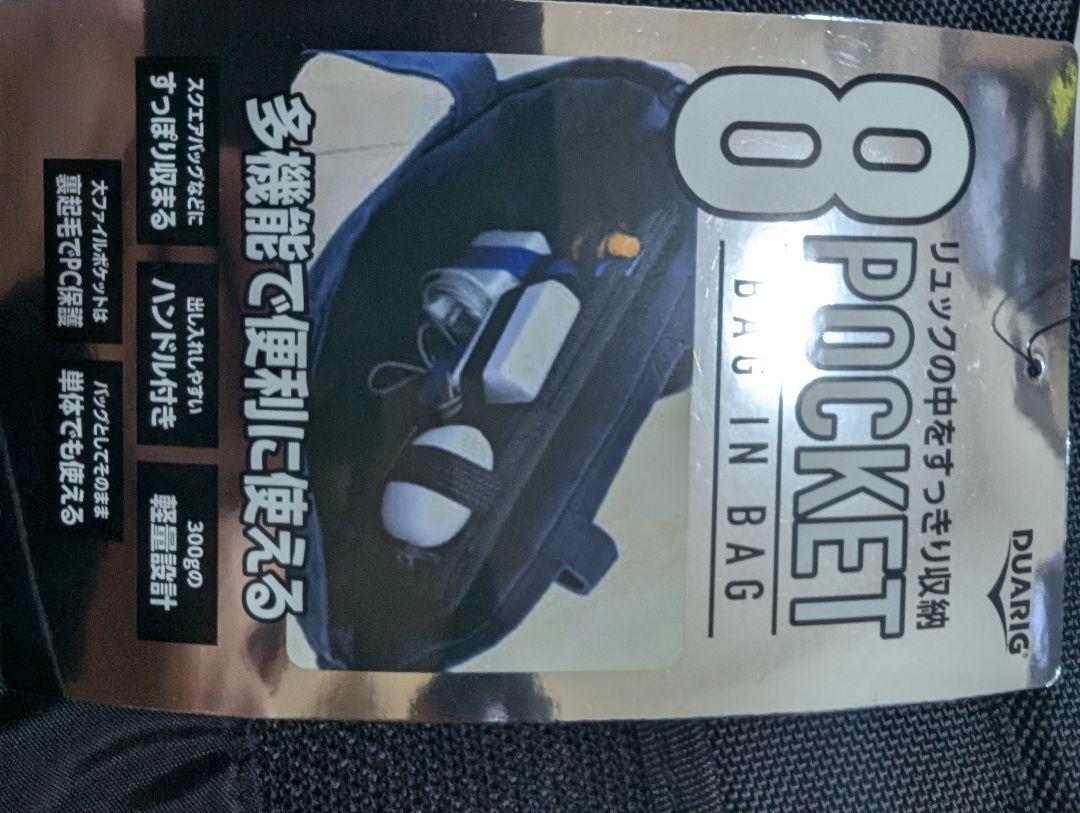 DUARIG
リュックの中をすっきり収納
8POCKET
BAG IN BAG
多機能で便利に使える
スクエアバッグなどに
すっぽり収まる
出し入れしやすい
ハンドル付き
300gの
軽量設計
大ファイルポケットは
裏起毛でPC保護
バッグとしてそのまま
単体でも使える